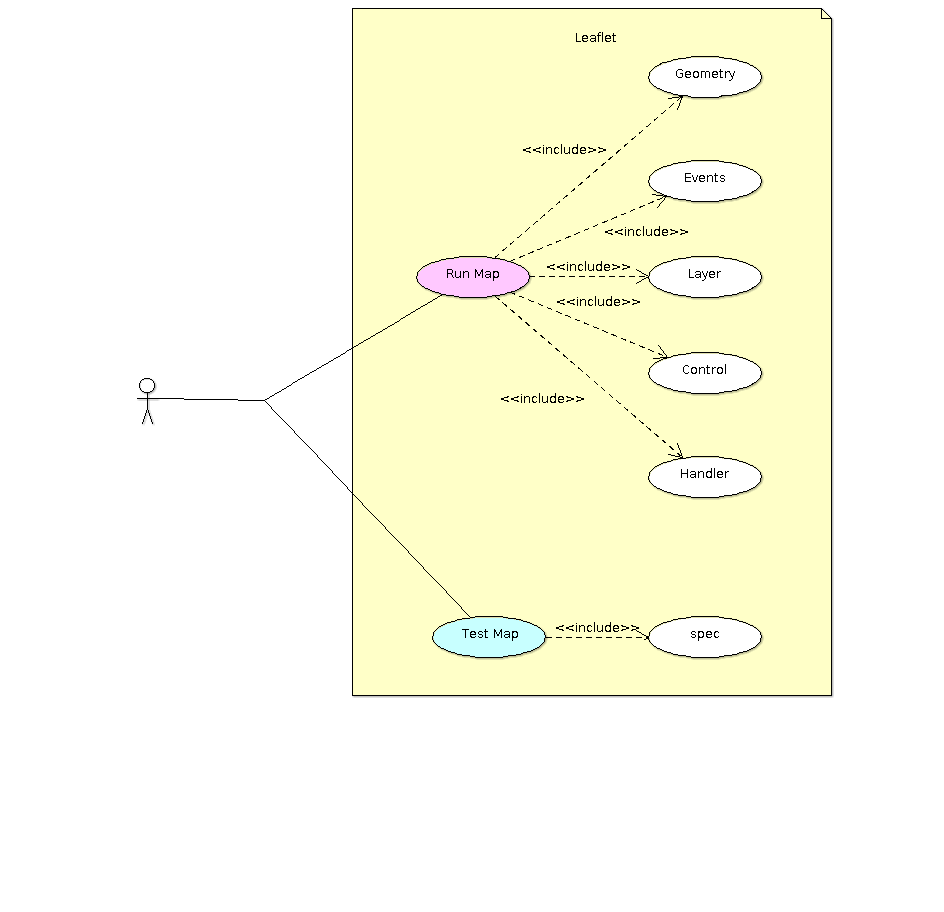 Leaflet
Geometry
<<include>>
Events
<<include>>
<<include>>
Run Map
Layer
<<include>>
Control
<<include>>
Handler
<<include>>
Test Map
spec